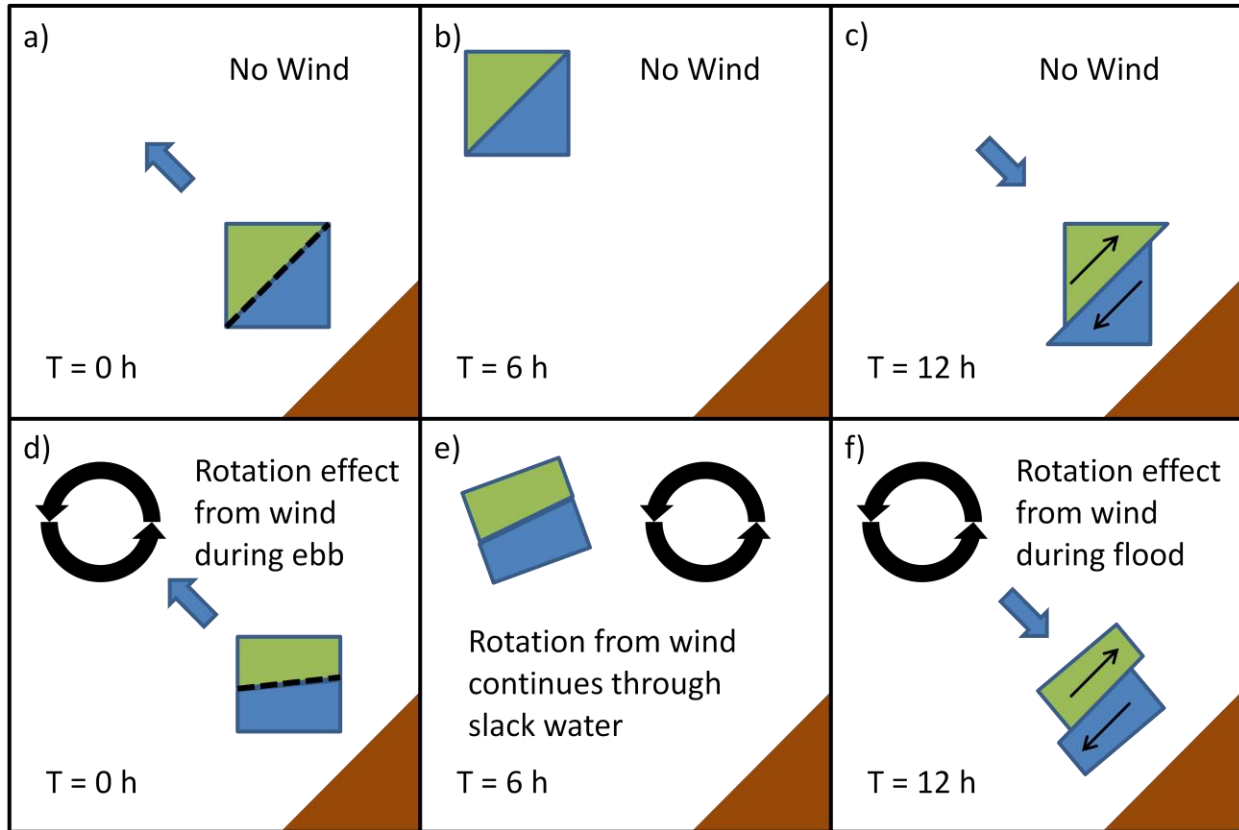 a)
No Wind
T = 0 h
b)
No Wind
T = 6 h
c)
No Wind
T = 12 h
d)
Rotation effect
from wind
during ebb
T = 0 h
e)
Rotation from wind
continues through
slack water
T = 6 h
f)
Rotation effect
from wind
during flood
T = 12 h